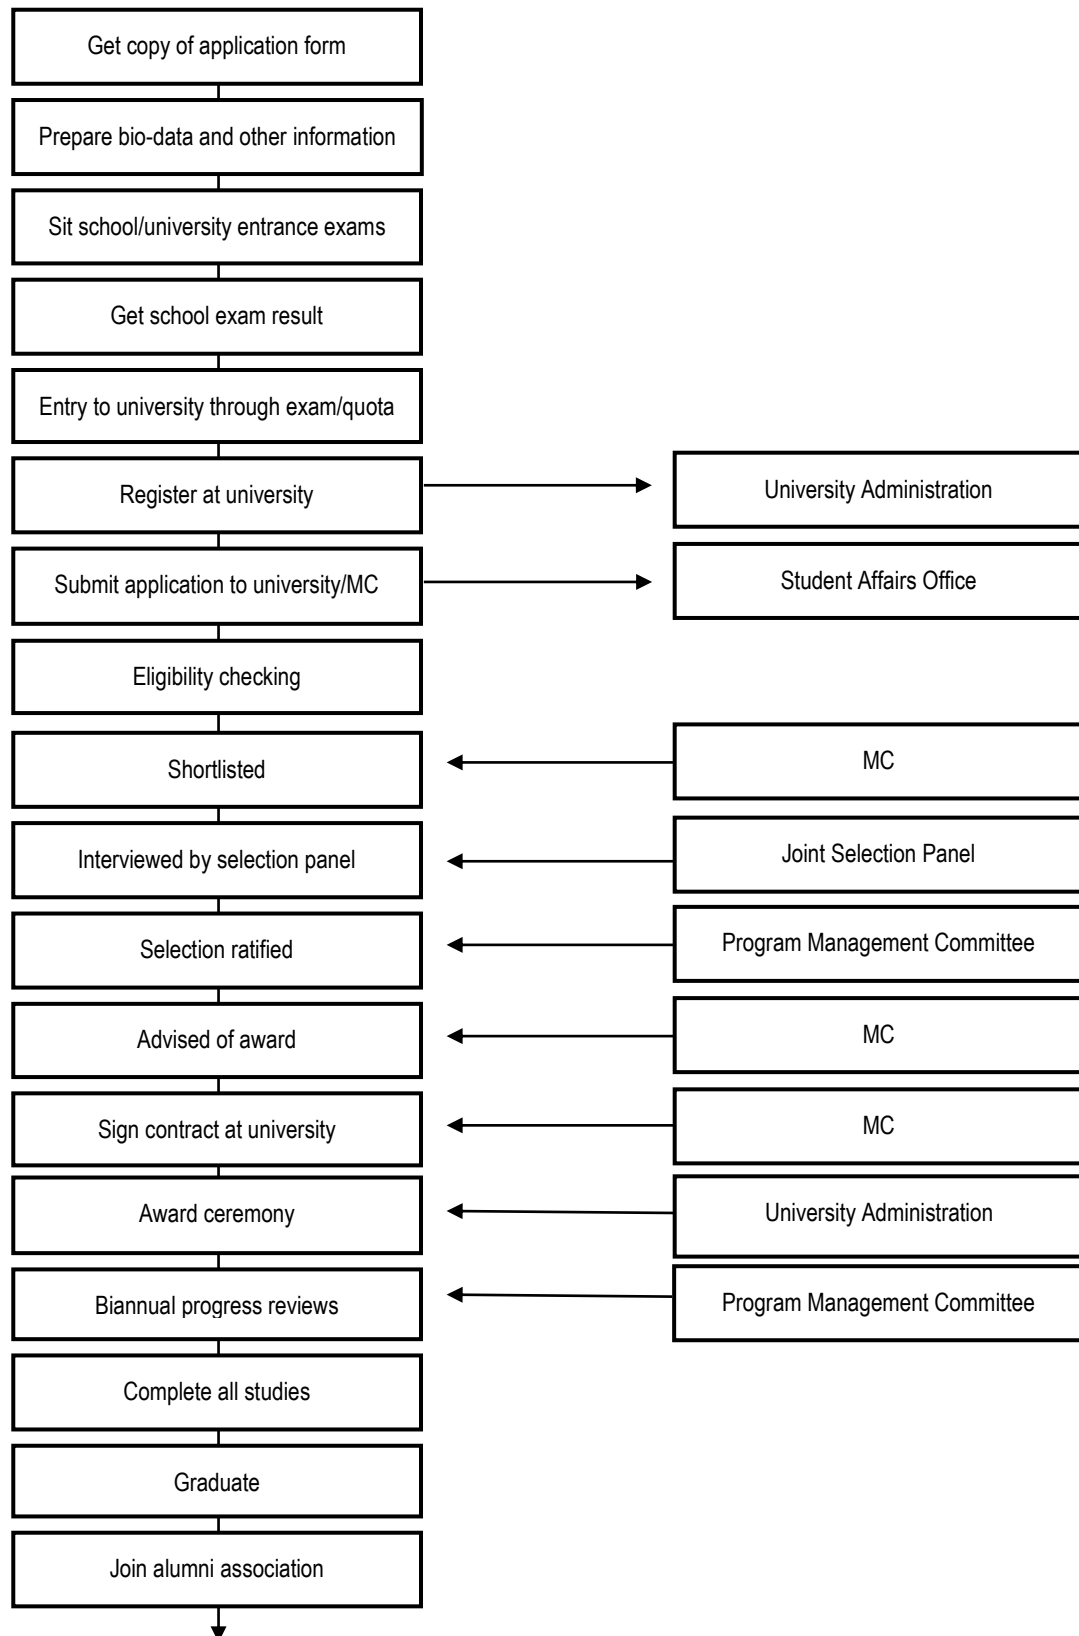 Get copy of application form
Prepare bio-data and other information
Sit school/university entrance exams
Get school exam result
Entry to university through exam/quota
Register at university
University Administration
Submit application to university/MC
Student Affairs Office
Eligibility checking
Shortlisted
MC
Interviewed by selection panel
Joint Selection Panel
Selection ratified
Program Management Committee
Advised of award
MC
Sign contract at university
MC
Award ceremony
University Administration
Biannual progress reviews
Program Management Committee
Complete all studies
Graduate
Join alumni association